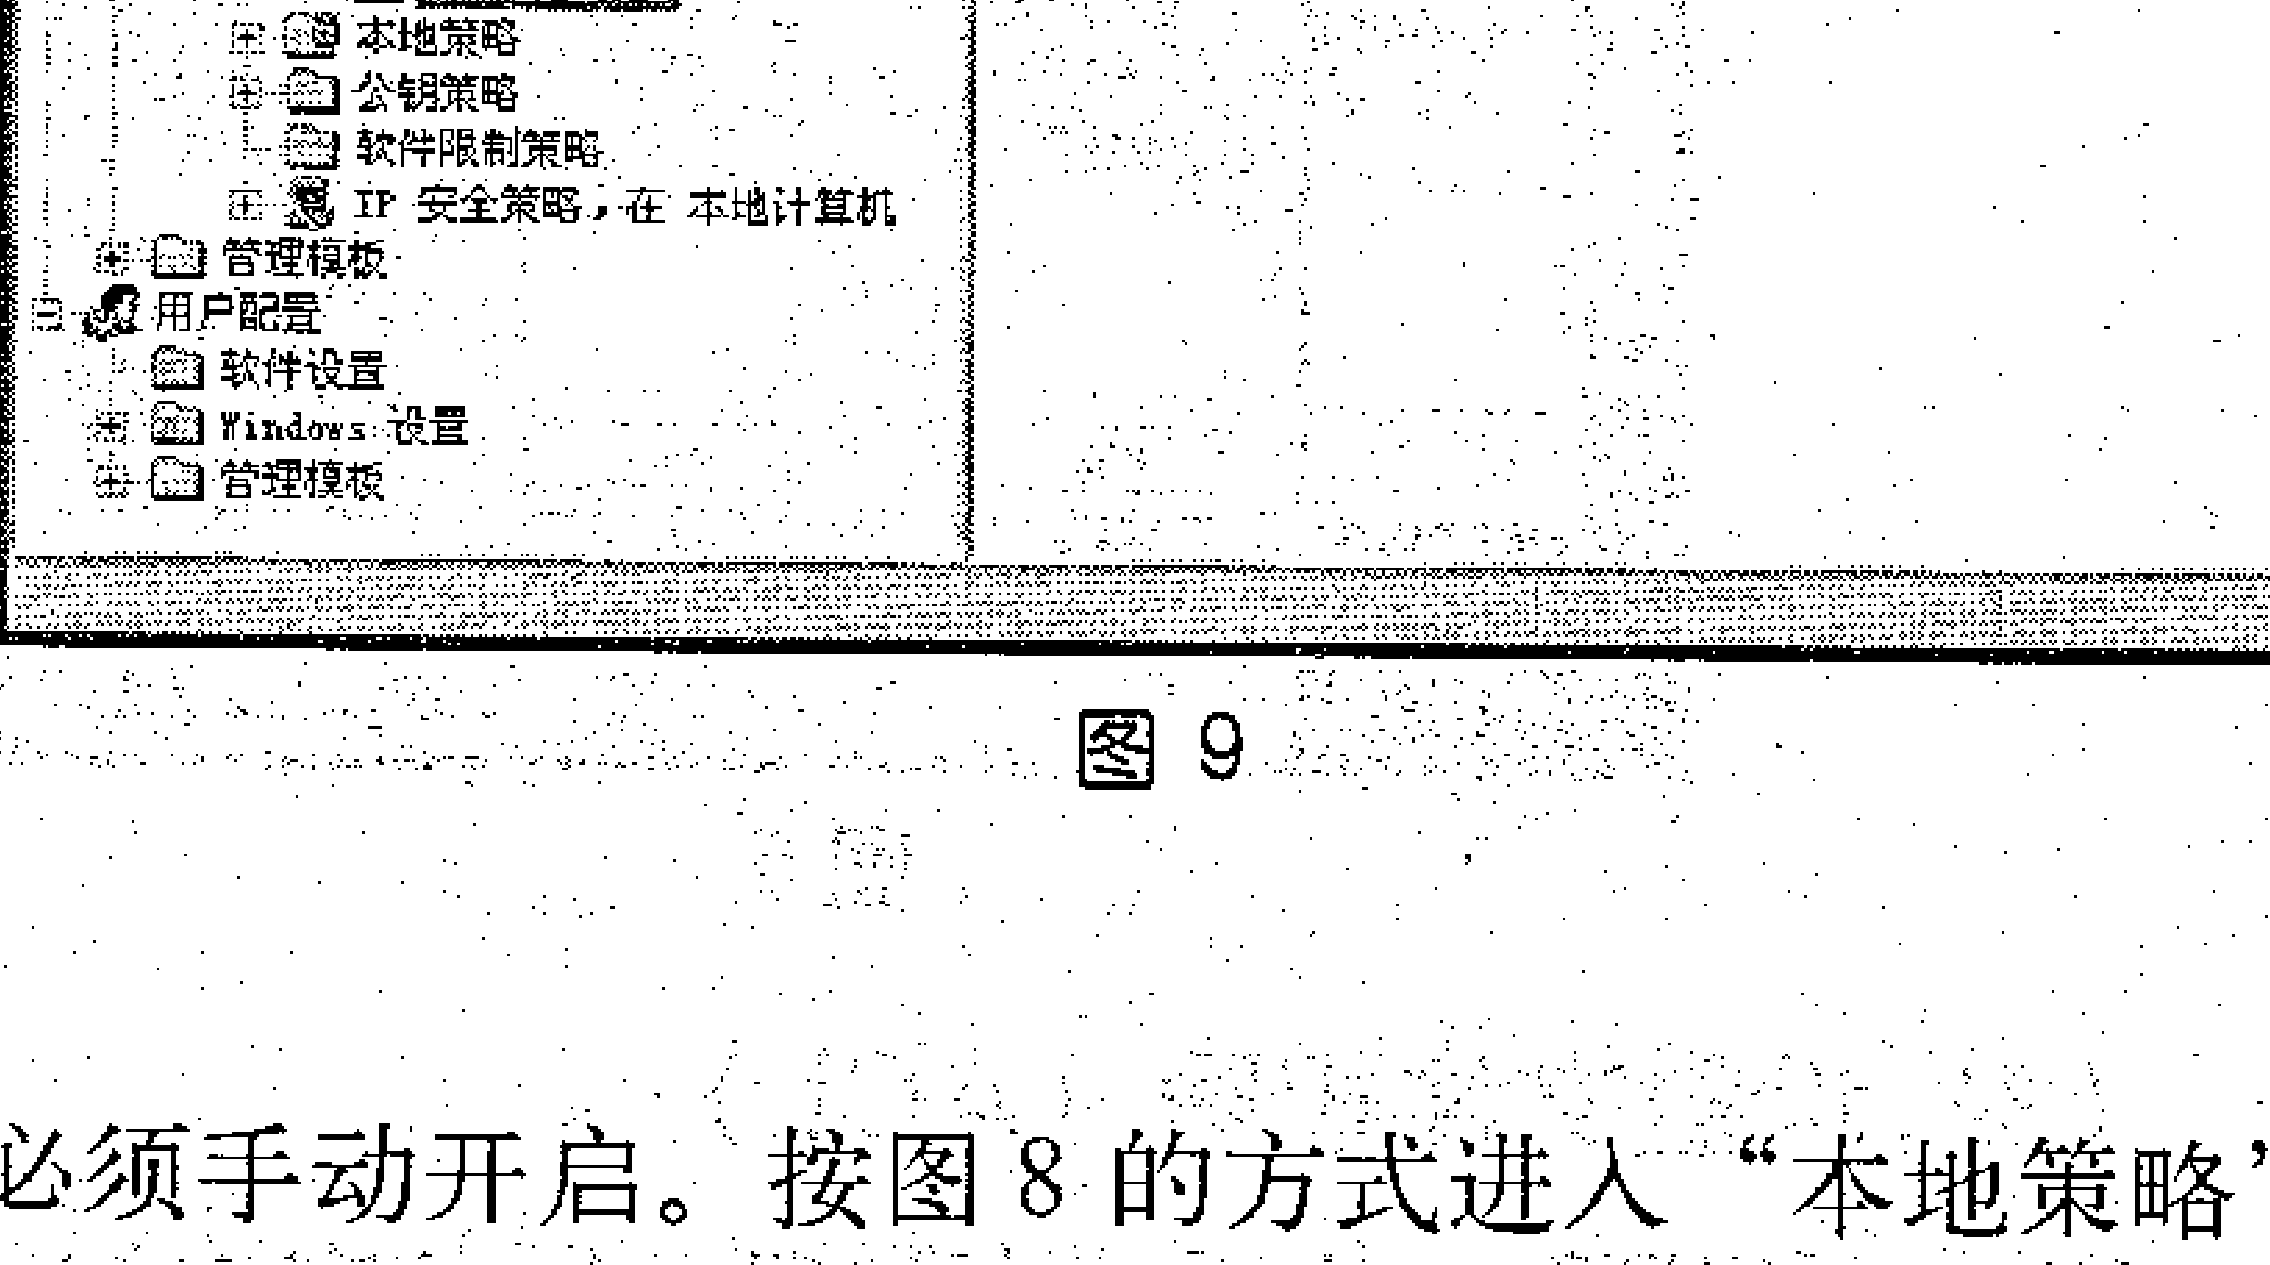 本地策略
公钥策略
软件限制策略
IP 安全策略，在 本地计算机
管理模板
用户配置
软件设置
Windows 设置
管理模板
图 9
必须手动开启。按图 8 的方式进入“本地策略”